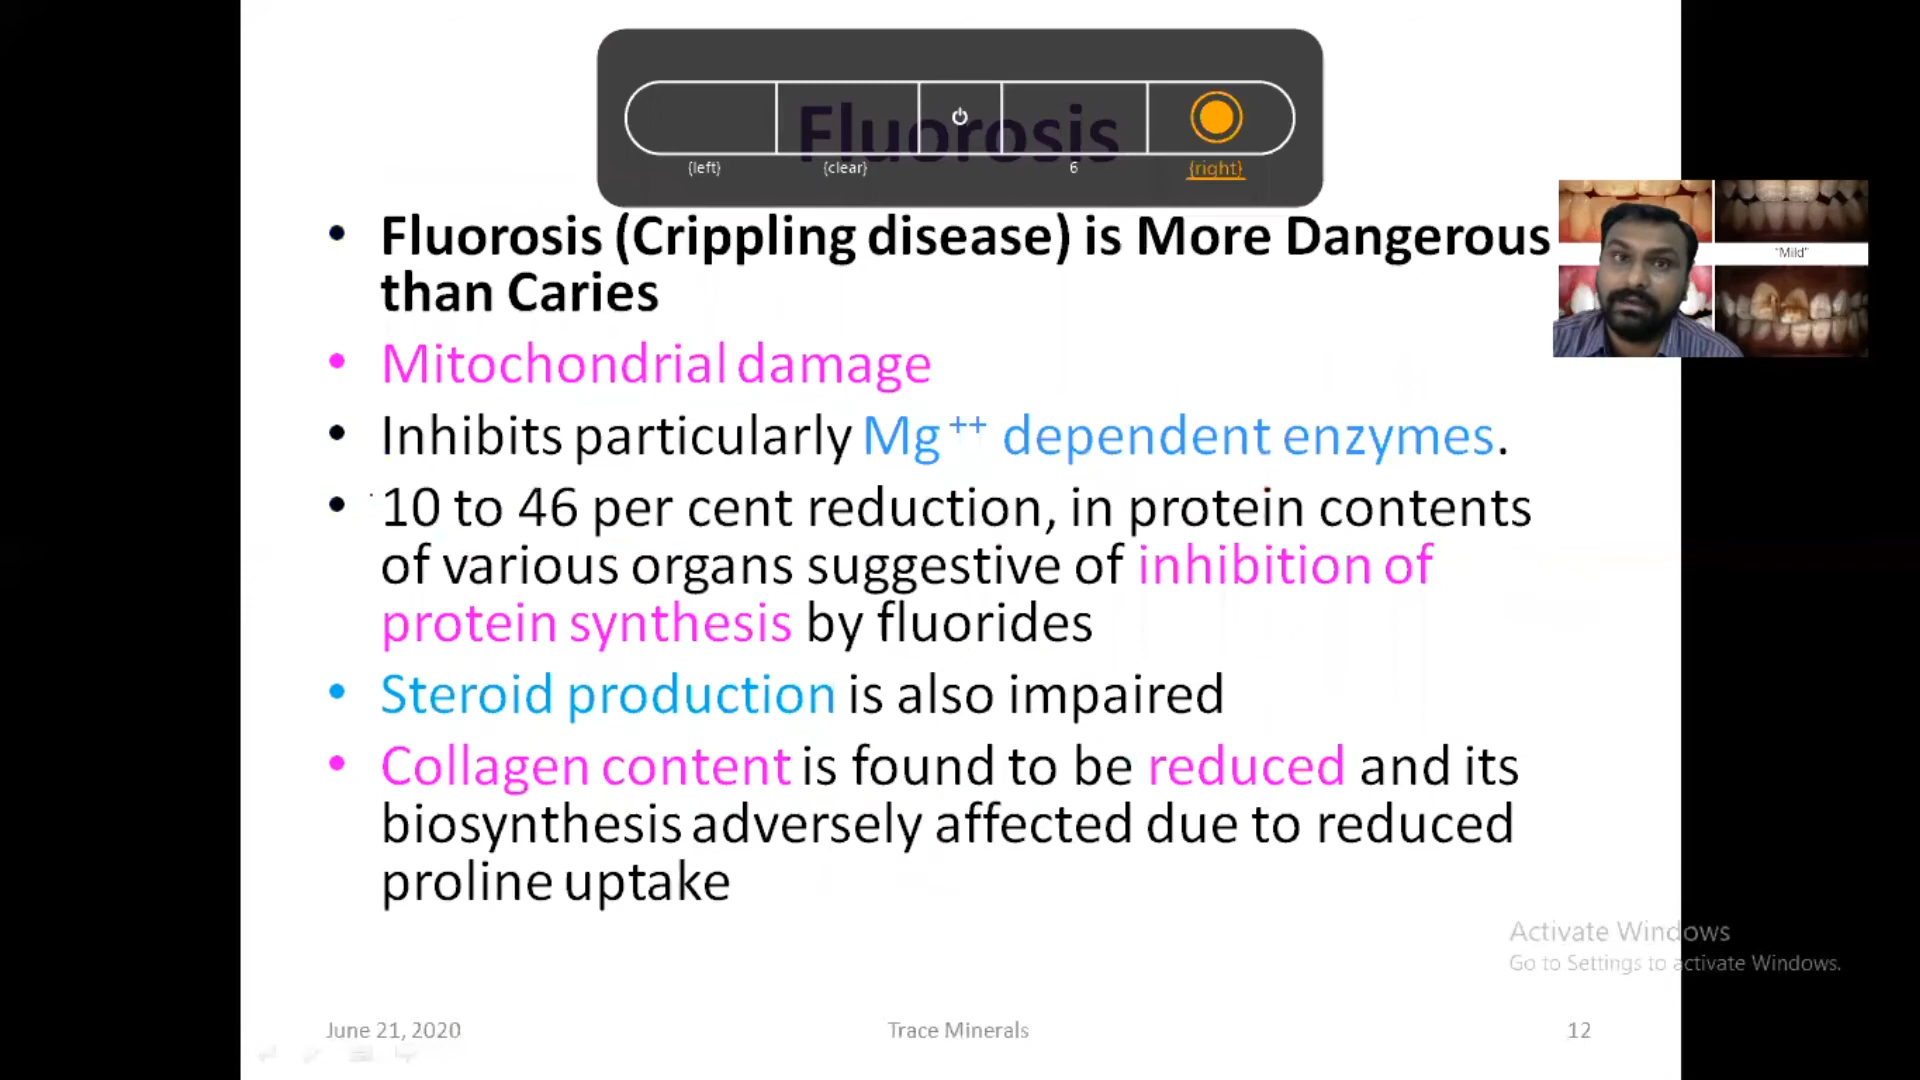 Fluorosis
{left} {clear} 6 {right}
• Fluorosis (Crippling disease) is More Dangerous
than Caries
"Mild"
• Mitochondrial damage
• Inhibits particularly Mg++ dependent enzymes.
• 10 to 46 per cent reduction, in protein contents
of various organs suggestive of inhibition of
protein synthesis by fluorides
• Steroid production is also impaired
• Collagen content is found to be reduced and its
biosynthesis adversely affected due to reduced
proline uptake
Activate Windows
Go to Settings to activate Windows.
June 21, 2020 Trace Minerals 12